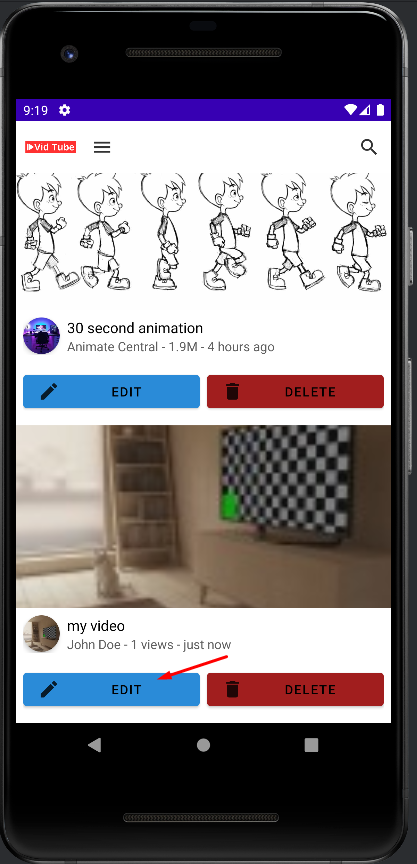 9:19
Vid Tube
30 second animation
Animate Central - 1.9M - 4 hours ago
EDIT
DELETE
my video
John Doe - 1 views - just now
EDIT
DELETE